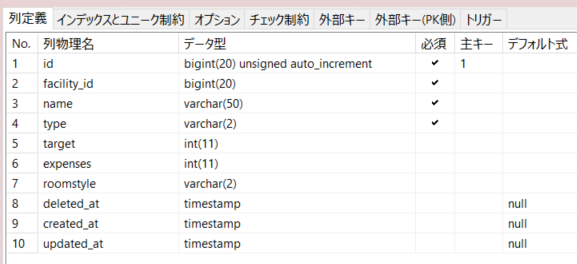 列定義 インデックスとユニーク制約 オプション チェック制約 外部キー 外部キー(PK側) トリガー
No. 列物理名 データ型 必須 主キー デフォルト式
1 id bigint(20) unsigned auto_increment ✔ 1
2 facility_id bigint(20) ✔
3 name varchar(50) ✔
4 type varchar(2) ✔
5 target int(11)
6 expenses int(11)
7 roomstyle varchar(2)
8 deleted_at timestamp null
9 created_at timestamp null
10 updated_at timestamp null